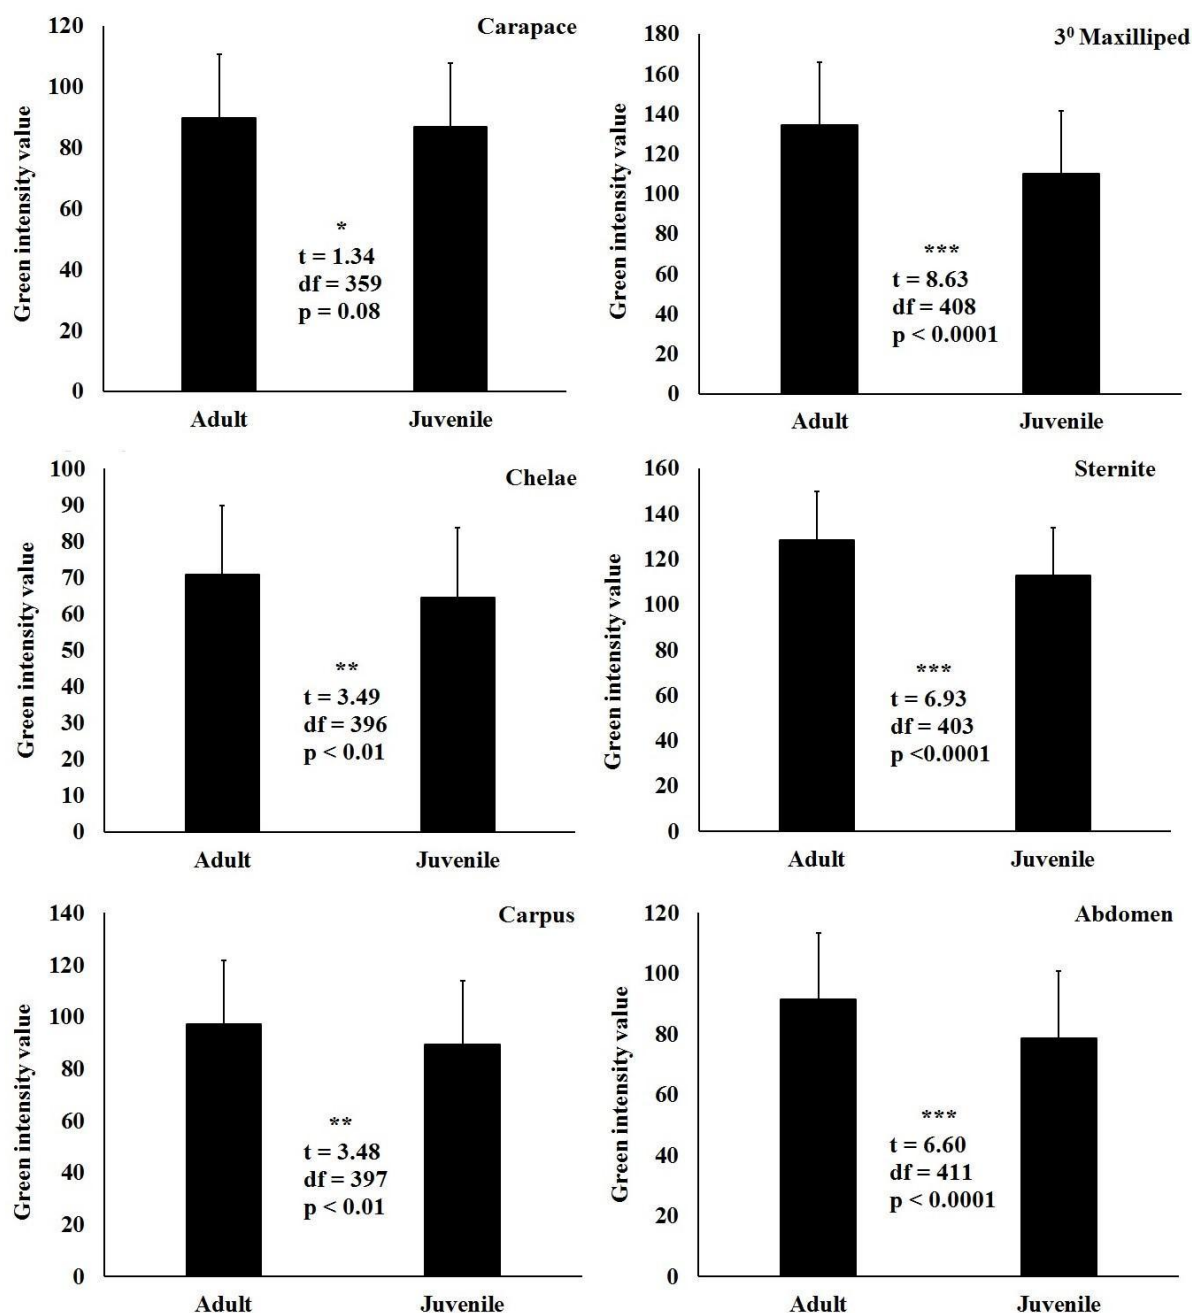 Carapace
Green intensity value
120
100
80
60
40
20
0
*
t = 1.34
df = 359
p = 0.08
Adult Juvenile
3⁰ Maxilliped
Green intensity value
180
160
140
120
100
80
60
40
20
0
***
t = 8.63
df = 408
p < 0.0001
Adult Juvenile
Chelae
Green intensity value
100
90
80
70
60
50
40
30
20
10
0
**
t = 3.49
df = 396
p < 0.01
Adult Juvenile
Sternite
Green intensity value
160
140
120
100
80
60
40
20
0
***
t = 6.93
df = 403
p <0.0001
Adult Juvenile
Carpus
Green intensity value
140
120
100
80
60
40
20
0
**
t = 3.48
df = 397
p < 0.01
Adult Juvenile
Abdomen
Green intensity value
120
100
80
60
40
20
0
***
t = 6.60
df = 411
p < 0.0001
Adult Juvenile